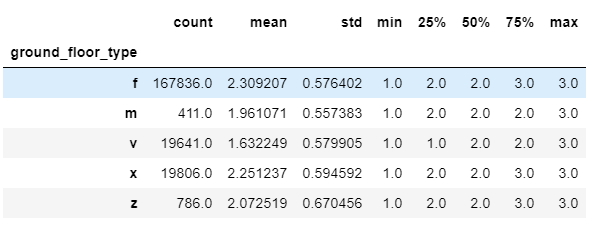 count mean std min 25% 50% 75% max
ground_floor_type
f 167836.0 2.309207 0.576402 1.0 2.0 2.0 3.0 3.0
m 411.0 1.961071 0.557383 1.0 2.0 2.0 2.0 3.0
v 19641.0 1.632249 0.579905 1.0 1.0 2.0 2.0 3.0
x 19806.0 2.251237 0.594592 1.0 2.0 2.0 3.0 3.0
z 786.0 2.072519 0.670456 1.0 2.0 2.0 3.0 3.0